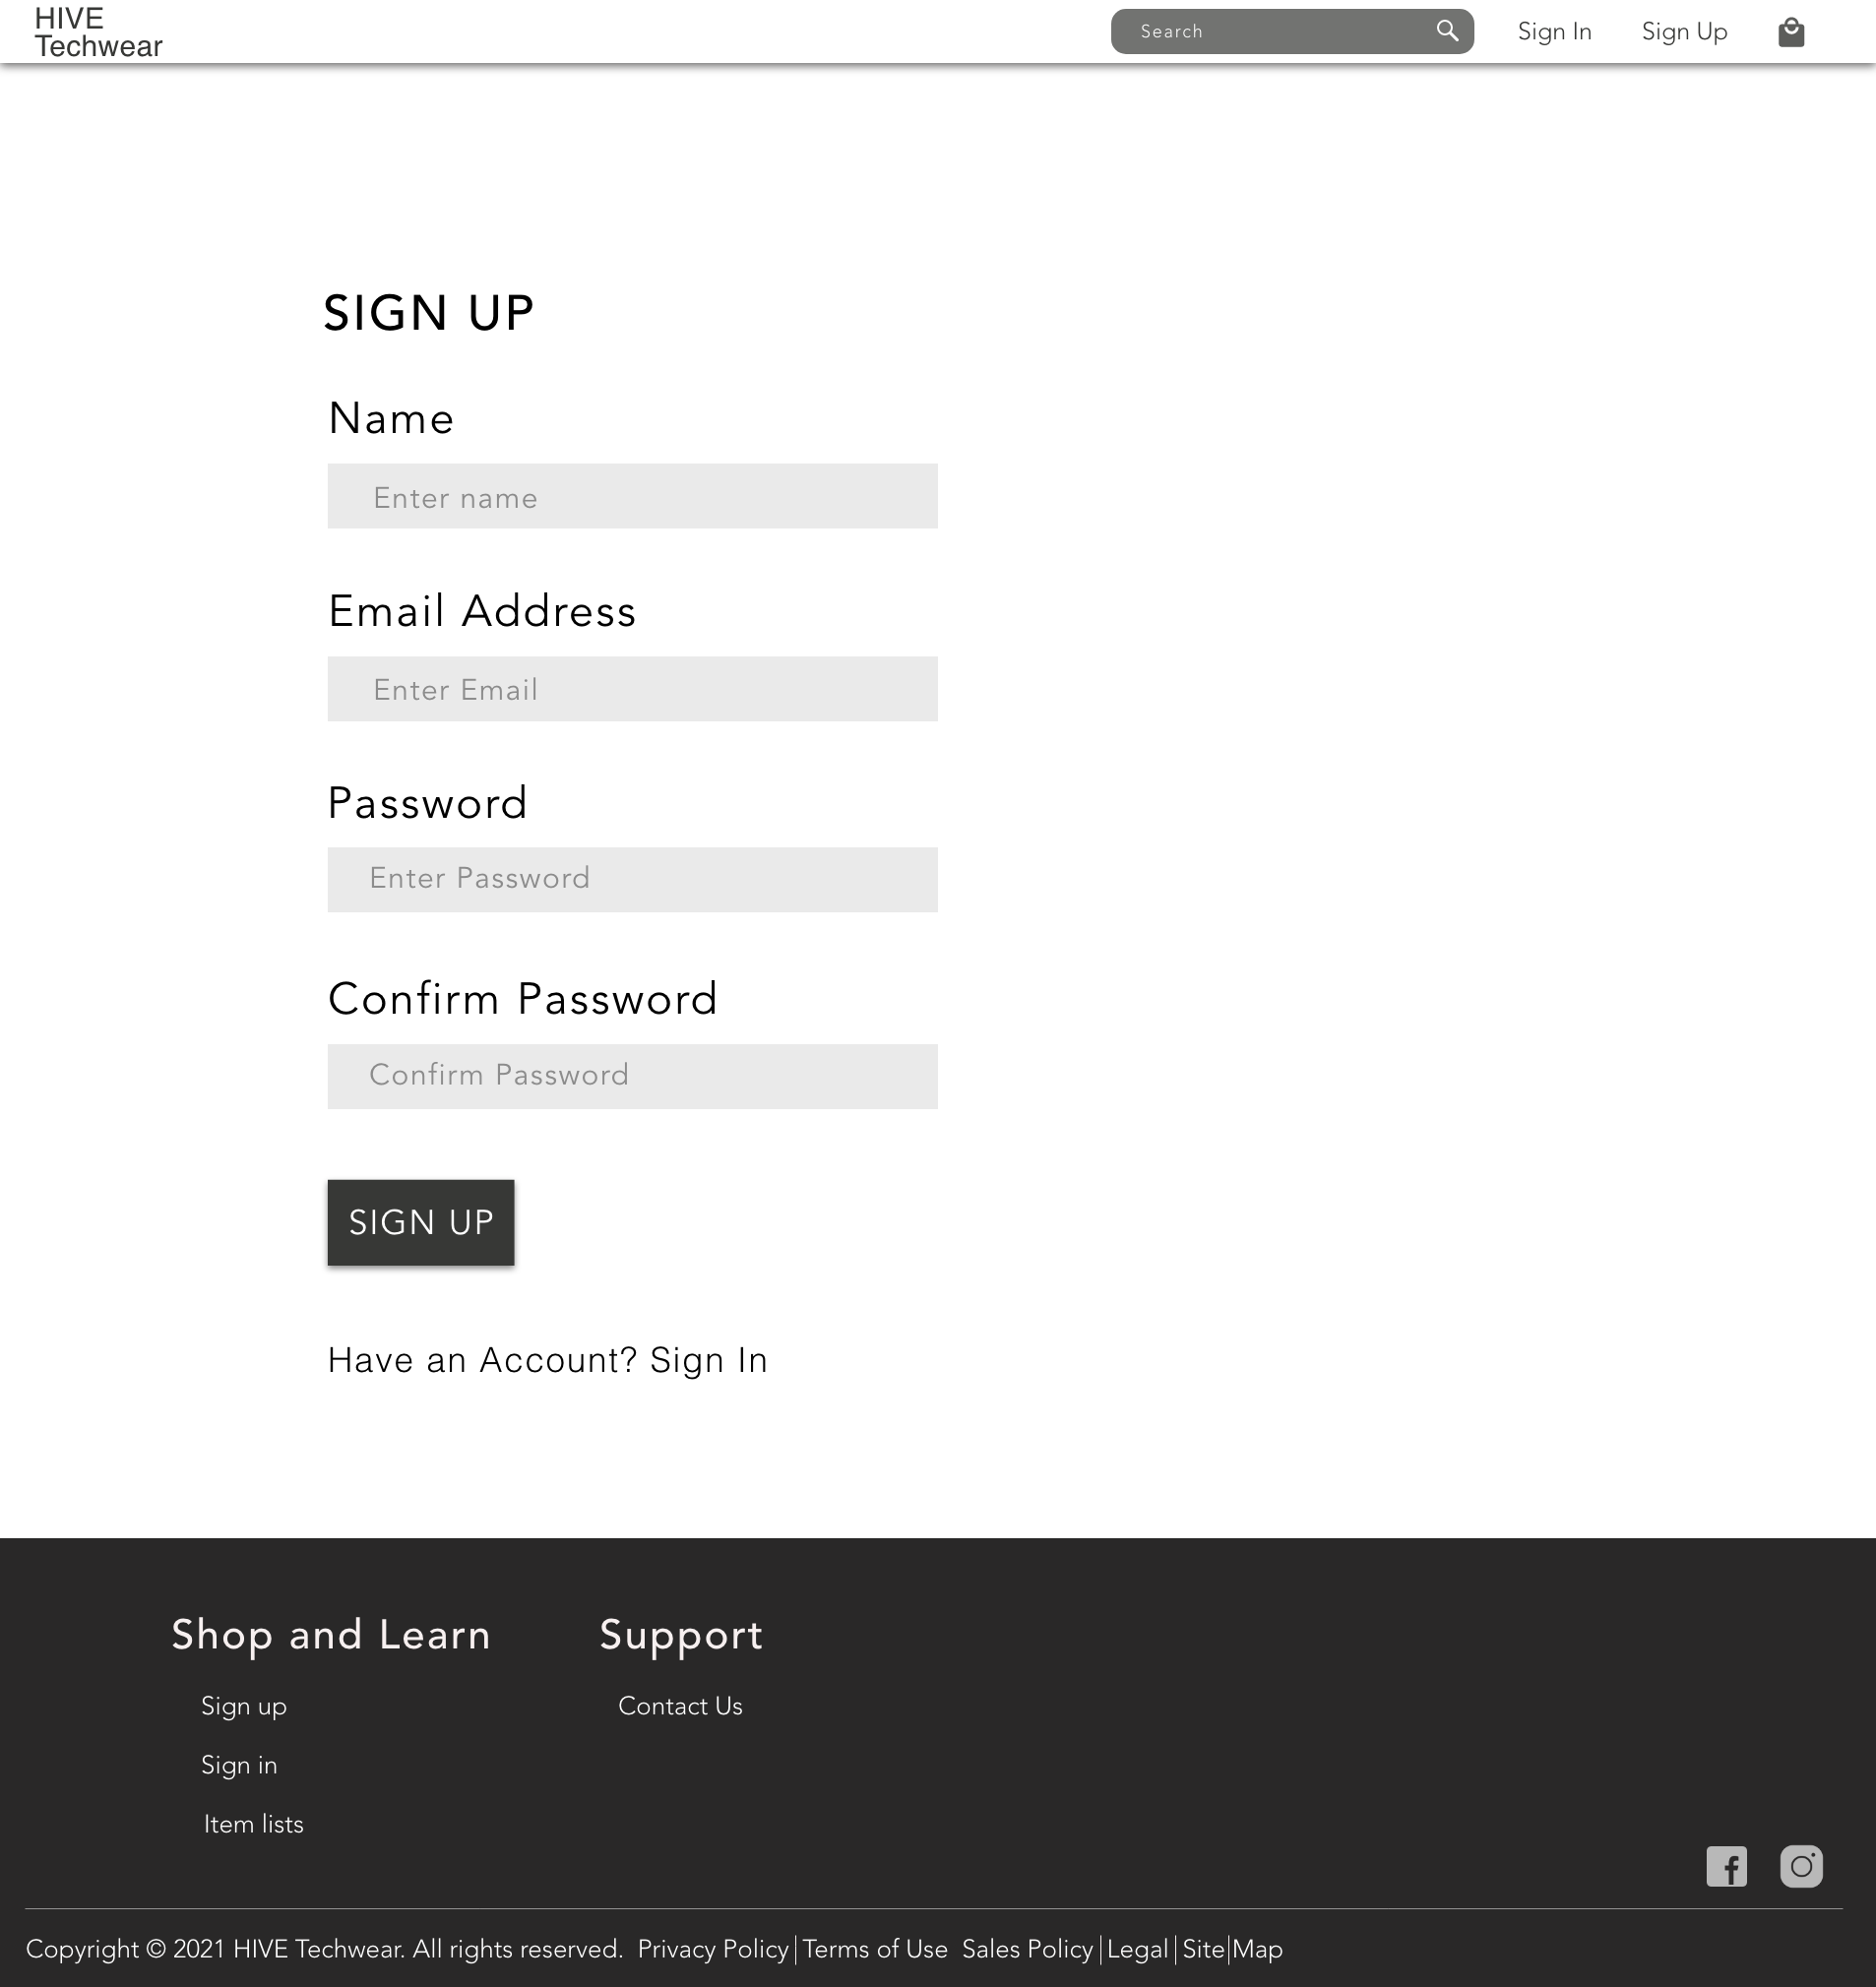 HIVE
Techwear
Search
Sign In
Sign Up
SIGN UP
Name
Enter name
Email Address
Enter Email
Password
Enter Password
Confirm Password
Confirm Password
SIGN UP
Have an Account? Sign In
Shop and Learn
Support
Sign up
Contact Us
Sign in
Item lists
Copyright © 2021 HIVE Techwear. All rights reserved. Privacy Policy | Terms of Use Sales Policy | Legal | Site|Map